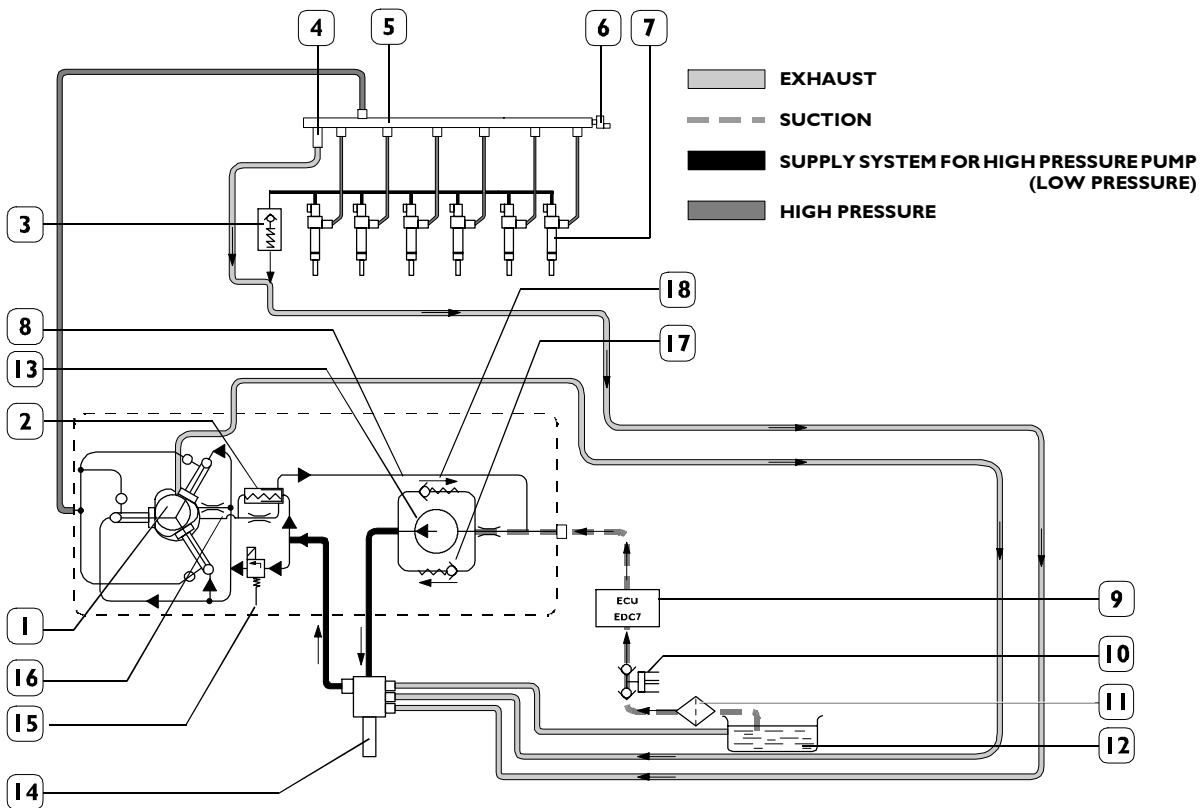 4
5
6
7
EXHAUST
SUCTION
SUPPLY SYSTEM FOR HIGH PRESSURE PUMP
(LOW PRESSURE)
HIGH PRESSURE
3
18
8
17
13
2
1
ECU
EDC7
9
16
10
15
11
12
14